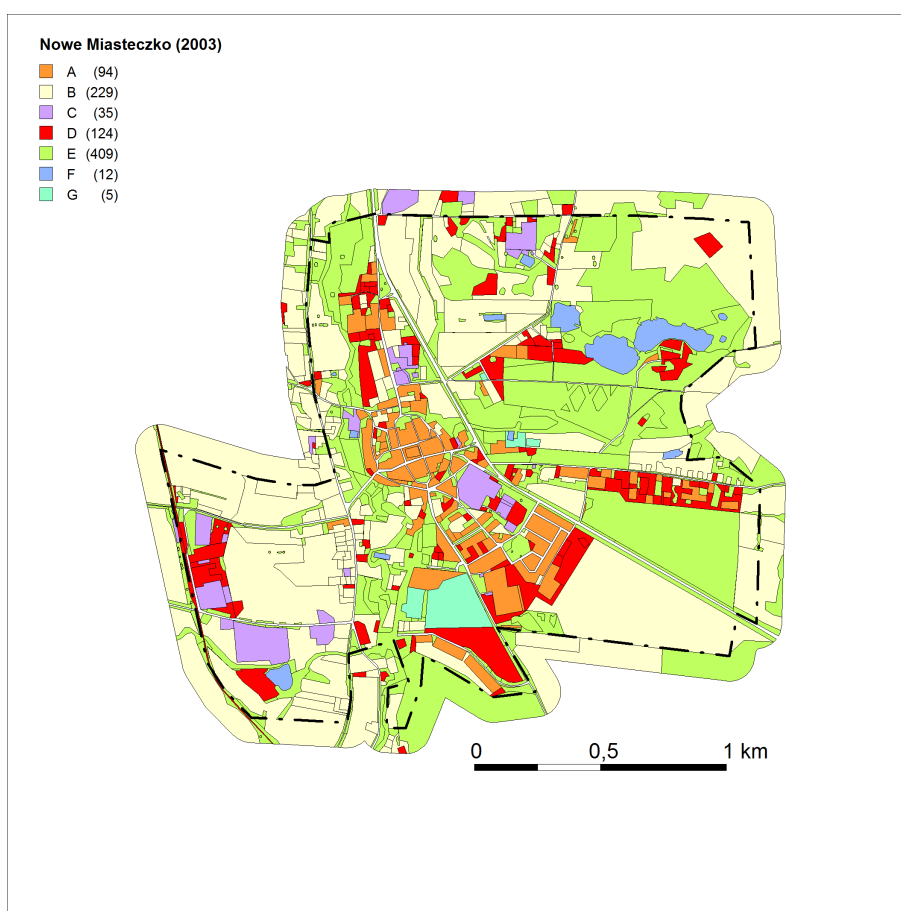 Nowe Miasteczko (2003)
A (94)
B (229)
C (35)
D (124)
E (409)
F (12)
G (5)
0 0,5 1 km